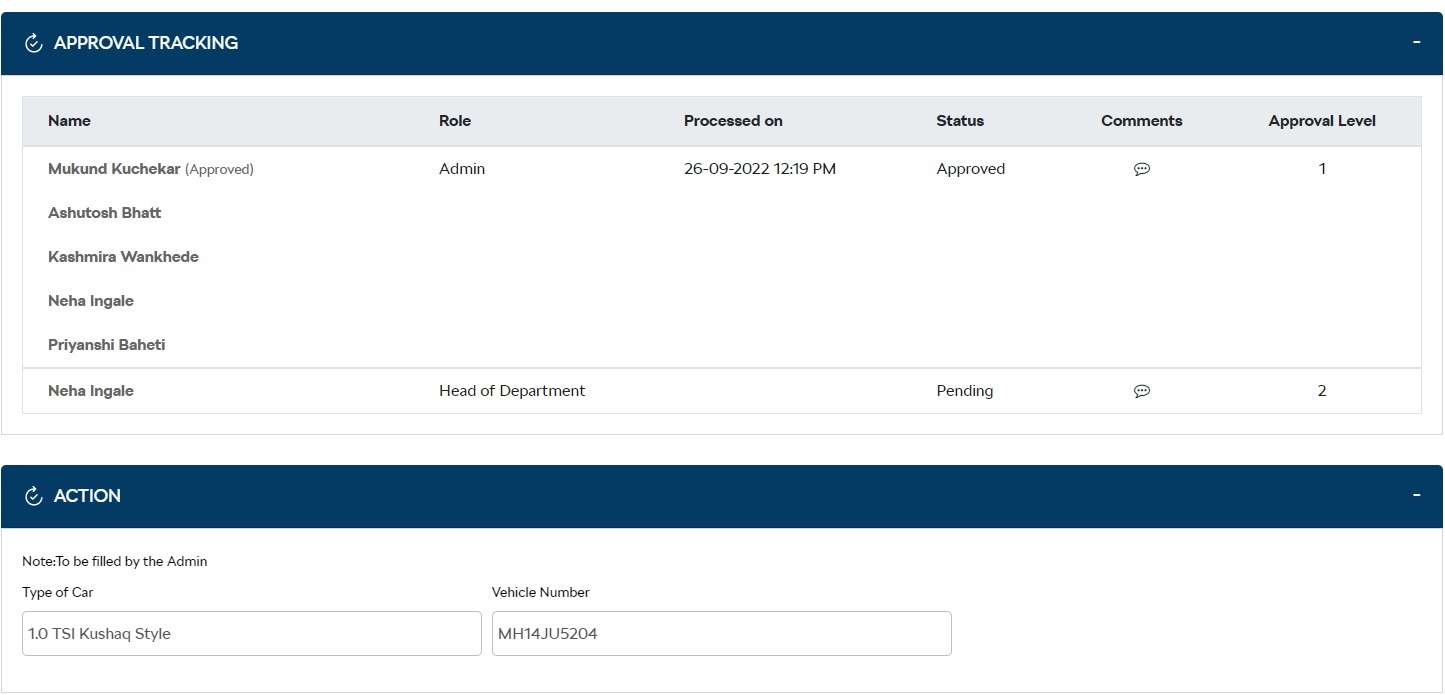 APPROVAL TRACKING -
Name Role Processed on Status Comments Approval Level
Mukund Kuchekar (Approved) Admin 26-09-2022 12:19 PM Approved 1
Ashutosh Bhatt
Kashmira Wankhede
Neha Ingale
Priyanshi Baheti
Neha Ingale Head of Department Pending 2
ACTION -
Note:To be filled by the Admin
Type of Car Vehicle Number
1.0 TSI Kushaq Style MH14JU5204